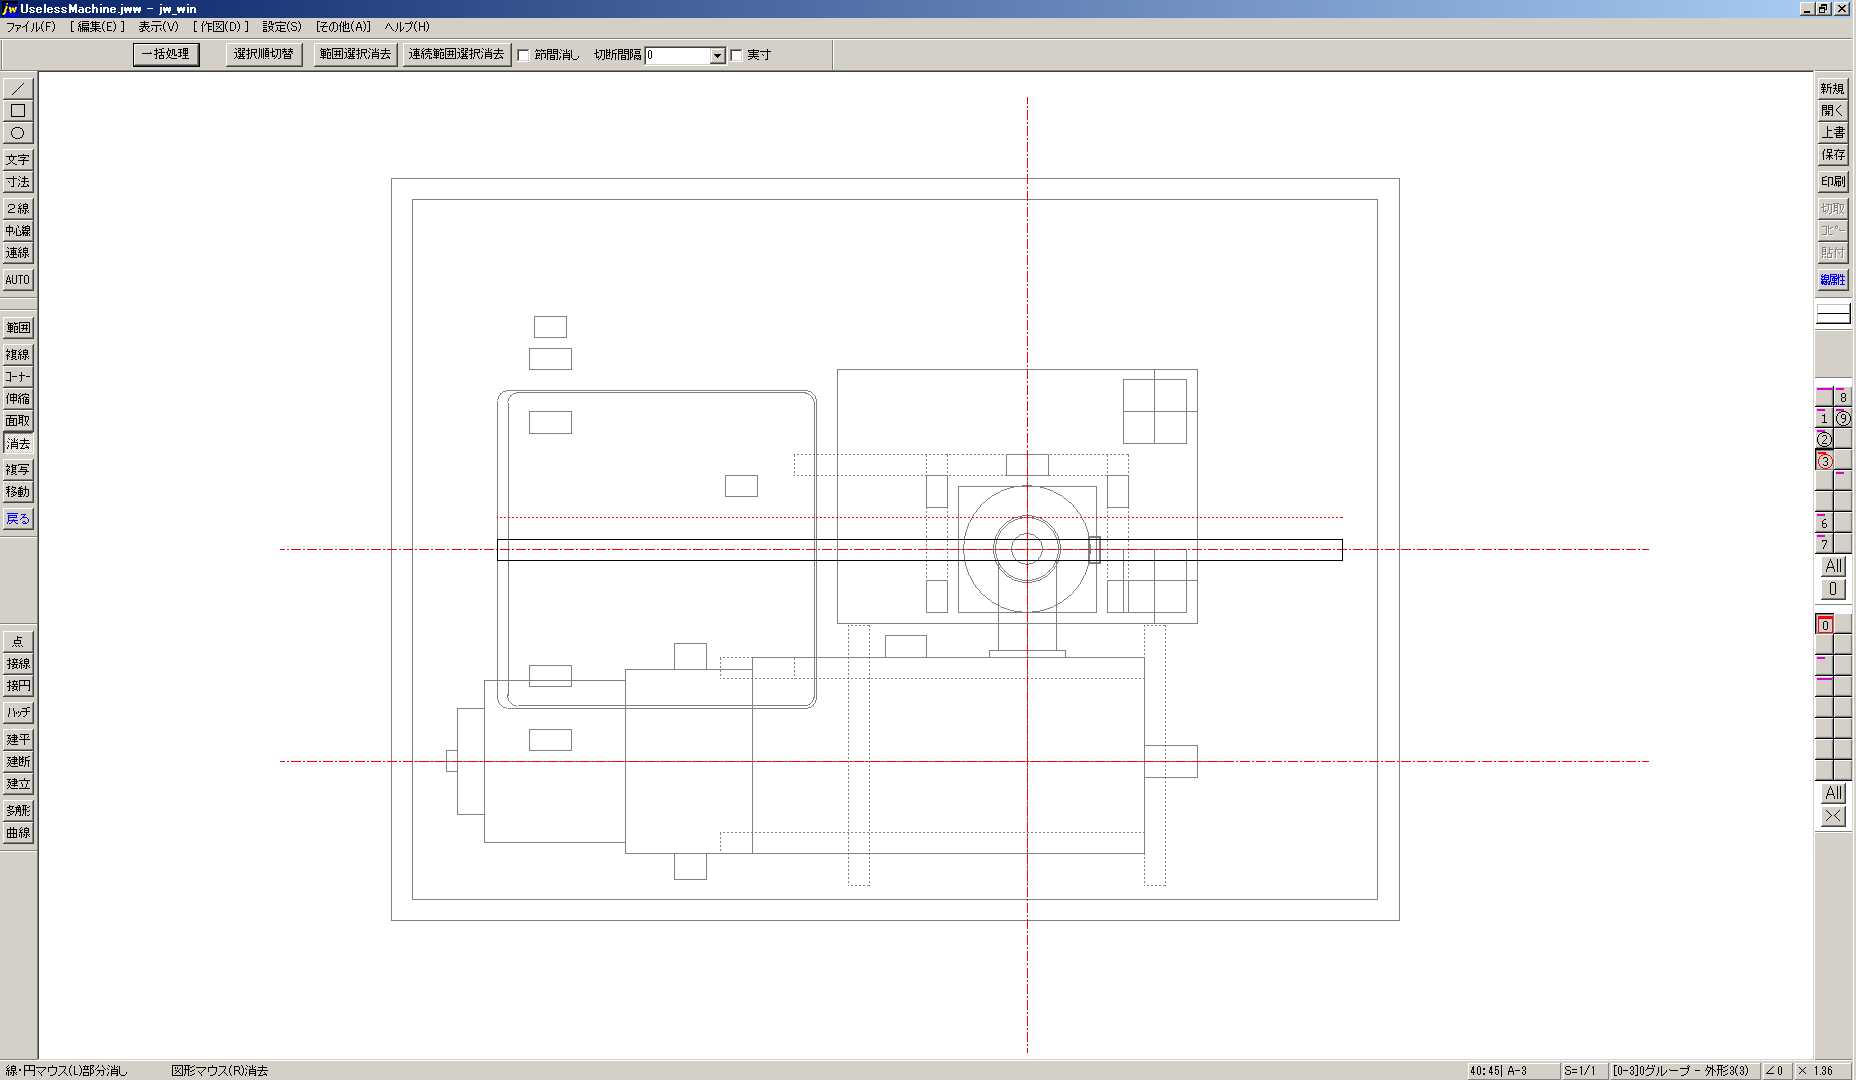 jw UselessMachine.jww - jw_win
ファイル(F) [ 編集(E) ] 表示(V) [ 作図(D) ] 設定(S) [その他(A)] ヘルプ(H)
一括処理 選択順切替 範囲選択消去 連続範囲選択消去 節間消し 切断間隔 0 実寸
／
□
○
文字
寸法
２線
中心線
連線
AUTO
範囲
複線
コーナー
伸縮
面取
消去
複写
移動
戻る
点
接線
接円
ハッチ
建平
建断
建立
多角形
曲線
新規
開く
上書
保存
印刷
切取
コピー
貼付
線属性
8
1 9
2
3
6
7
All
0
0
All
><
線・円マウス(L)部分消し 図形マウス(R)消去
40:45| A-3 S=1/1 [0-3]0グループ - 外形3(3) ∠0 × 1.36